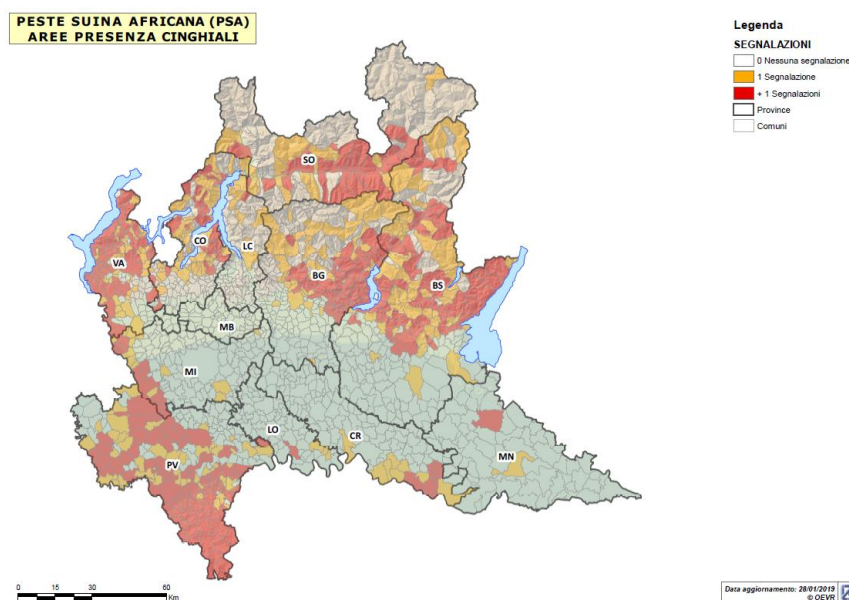 PESTE SUINA AFRICANA (PSA)
AREE PRESENZA CINGHIALI
Legenda
SEGNALAZIONI
0 Nessuna segnalazione
1 Segnalazione
+ 1 Segnalazioni
Province
Comuni
SO
CO
LC
VA
BG
BS
MB
MI
LO
CR
MN
PV
0 15 30 60
Km
Data aggiornamento: 28/01/2019
© OEVR